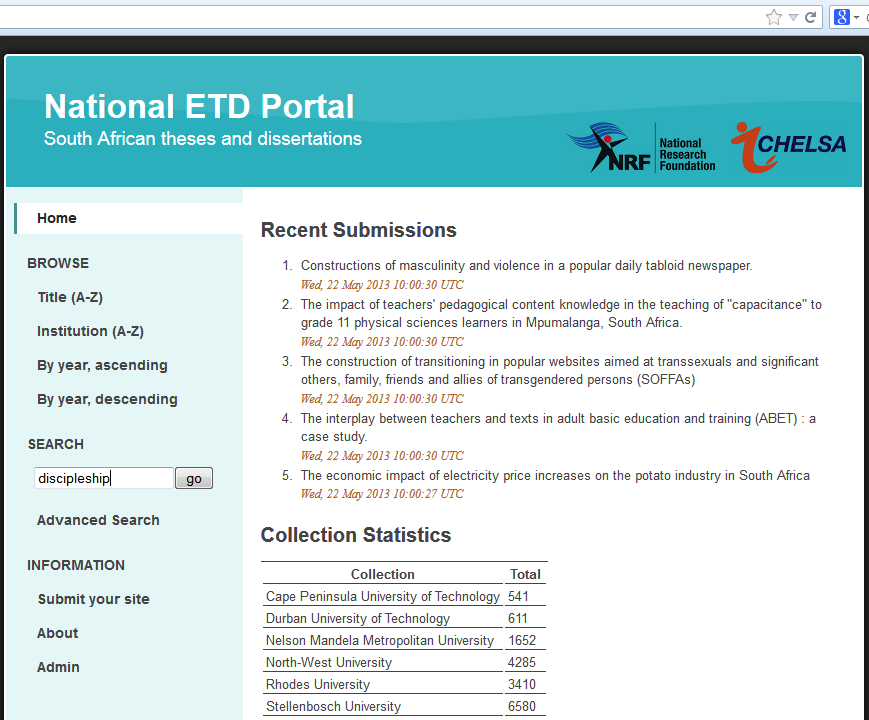 National ETD Portal
South African theses and dissertations
NRF
National
Research
Foundation
CHELSA
Home
BROWSE
Title (A-Z)
Institution (A-Z)
By year, ascending
By year, descending
SEARCH
discipleship
go
Advanced Search
INFORMATION
Submit your site
About
Admin
Recent Submissions
1. Constructions of masculinity and violence in a popular daily tabloid newspaper.
Wed, 22 May 2013 10:00:30 UTC
2. The impact of teachers' pedagogical content knowledge in the teaching of "capacitance" to
grade 11 physical sciences learners in Mpumalanga, South Africa.
Wed, 22 May 2013 10:00:30 UTC
3. The construction of transitioning in popular websites aimed at transsexuals and significant
others, family, friends and allies of transgendered persons (SOFFAs)
Wed, 22 May 2013 10:00:30 UTC
4. The interplay between teachers and texts in adult basic education and training (ABET) : a
case study.
Wed, 22 May 2013 10:00:30 UTC
5. The economic impact of electricity price increases on the potato industry in South Africa
Wed, 22 May 2013 10:00:27 UTC
Collection Statistics
Collection Total
Cape Peninsula University of Technology 541
Durban University of Technology 611
Nelson Mandela Metropolitan University 1652
North-West University 4285
Rhodes University 3410
Stellenbosch University 6580